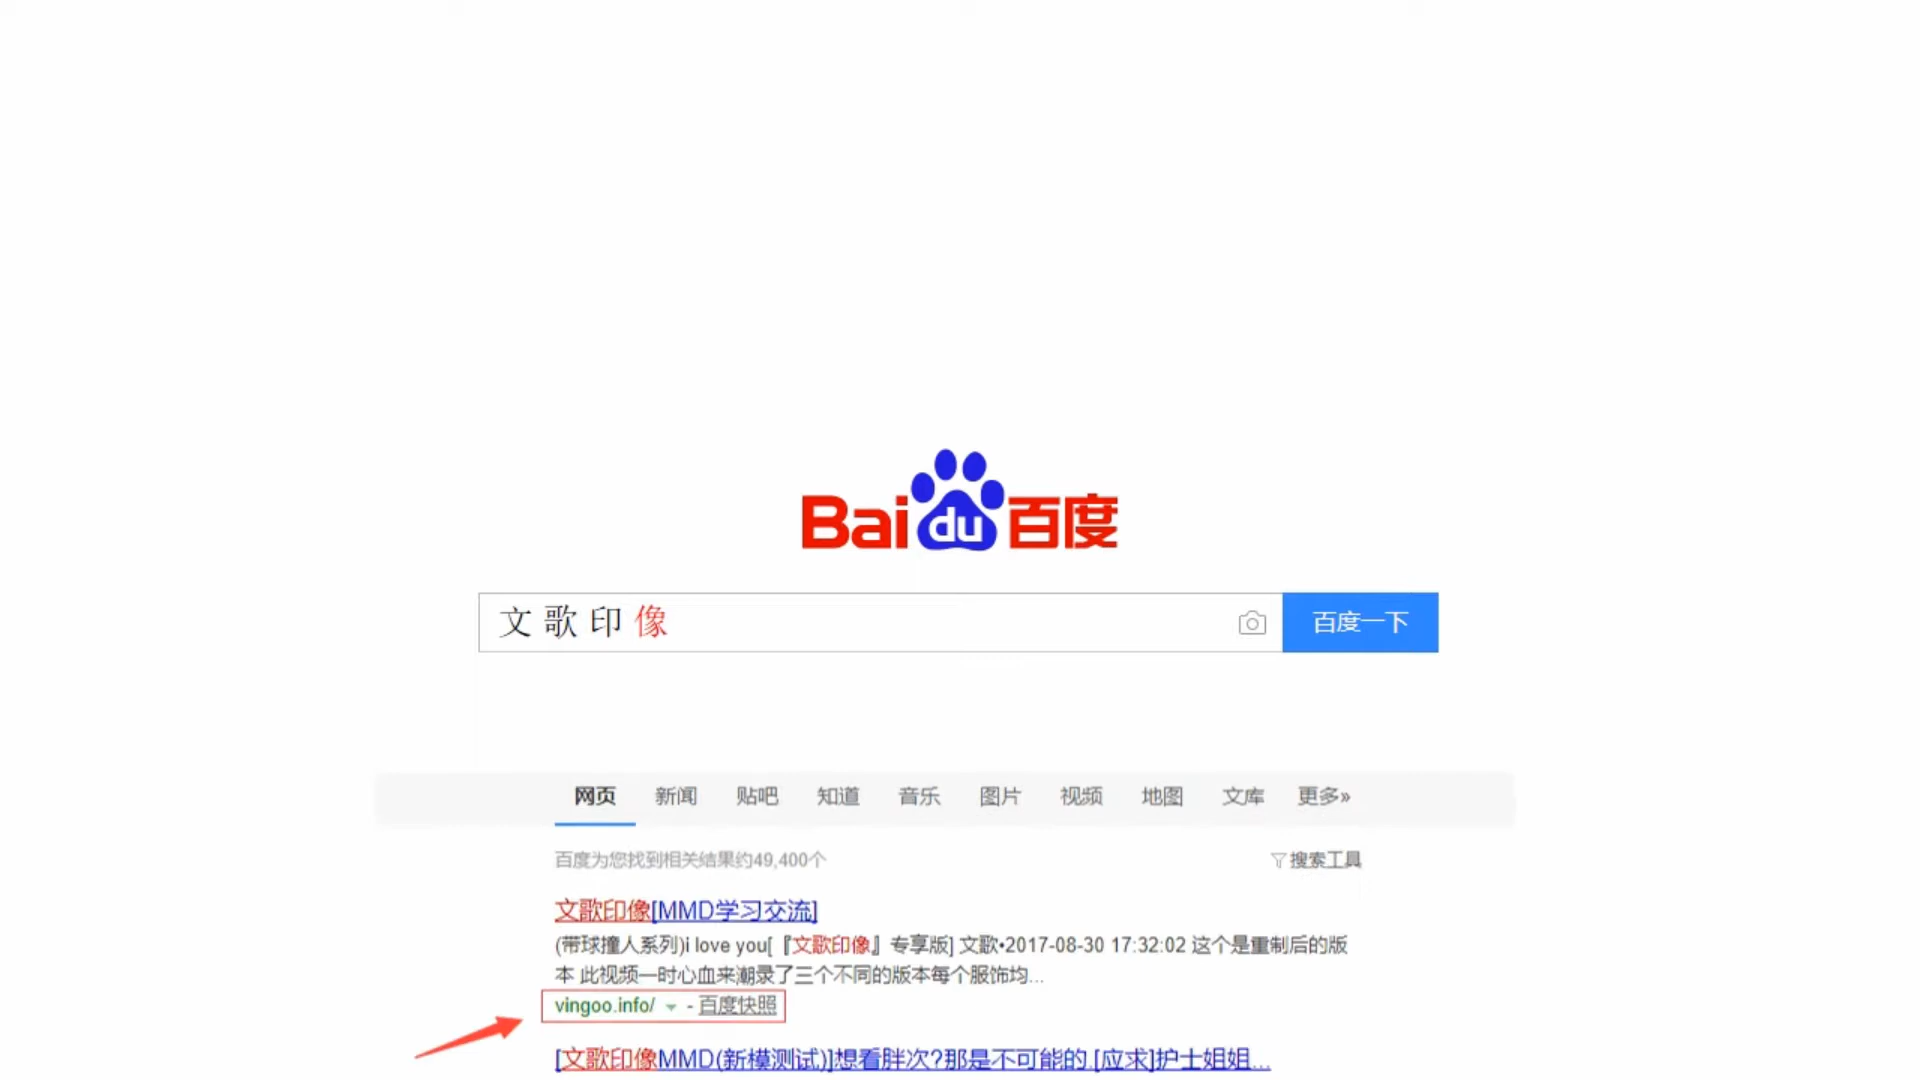 Bai du 百度
文歌印像 百度一下
网页 新闻 贴吧 知道 音乐 图片 视频 地图 文库 更多»
百度为您找到相关结果约49,400个 搜索工具
文歌印像[MMD学习交流]
(带球撞人系列)i love you[『文歌印像』专享版] 文歌•2017-08-30 17:32:02 这个是重制后的版
本 此视频一时心血来潮录了三个不同的版本每个服饰均...
vingoo.info/ - 百度快照
[文歌印像MMD(新模测试)]想看胖次?那是不可能的.[应求]护士姐姐...